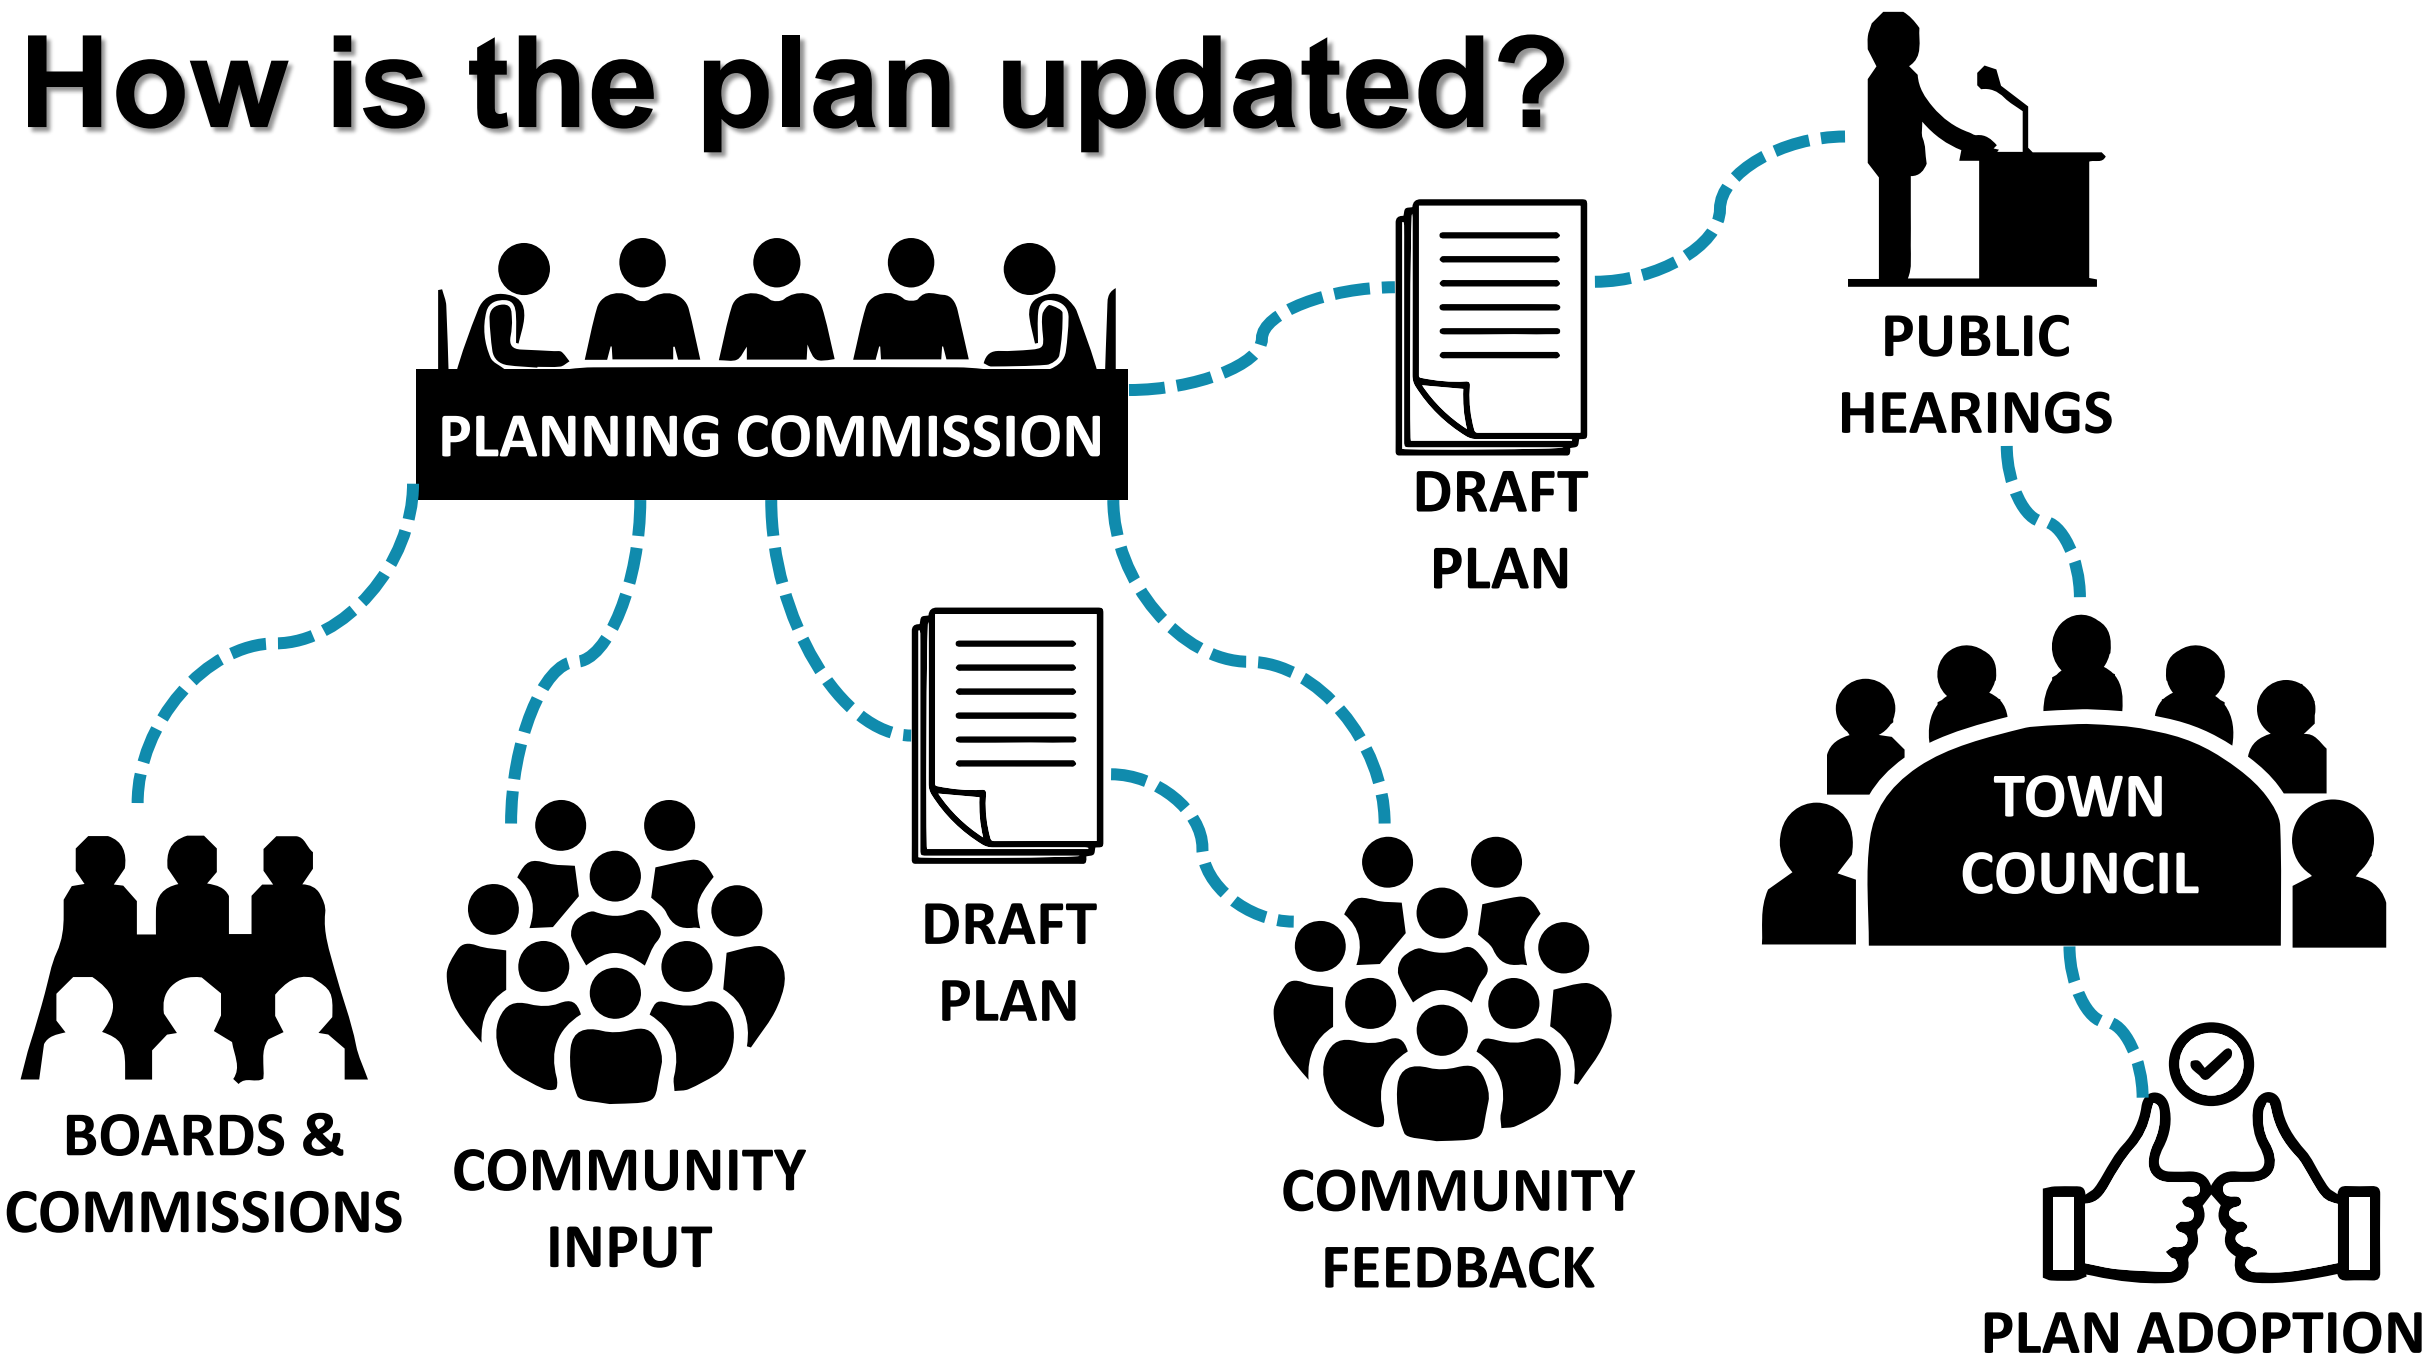 How is the plan updated?
PLANNING COMMISSION
DRAFT
PLAN
PUBLIC
HEARINGS
BOARDS &
COMMISSIONS
COMMUNITY
INPUT
DRAFT
PLAN
COMMUNITY
FEEDBACK
TOWN
COUNCIL
PLAN ADOPTION